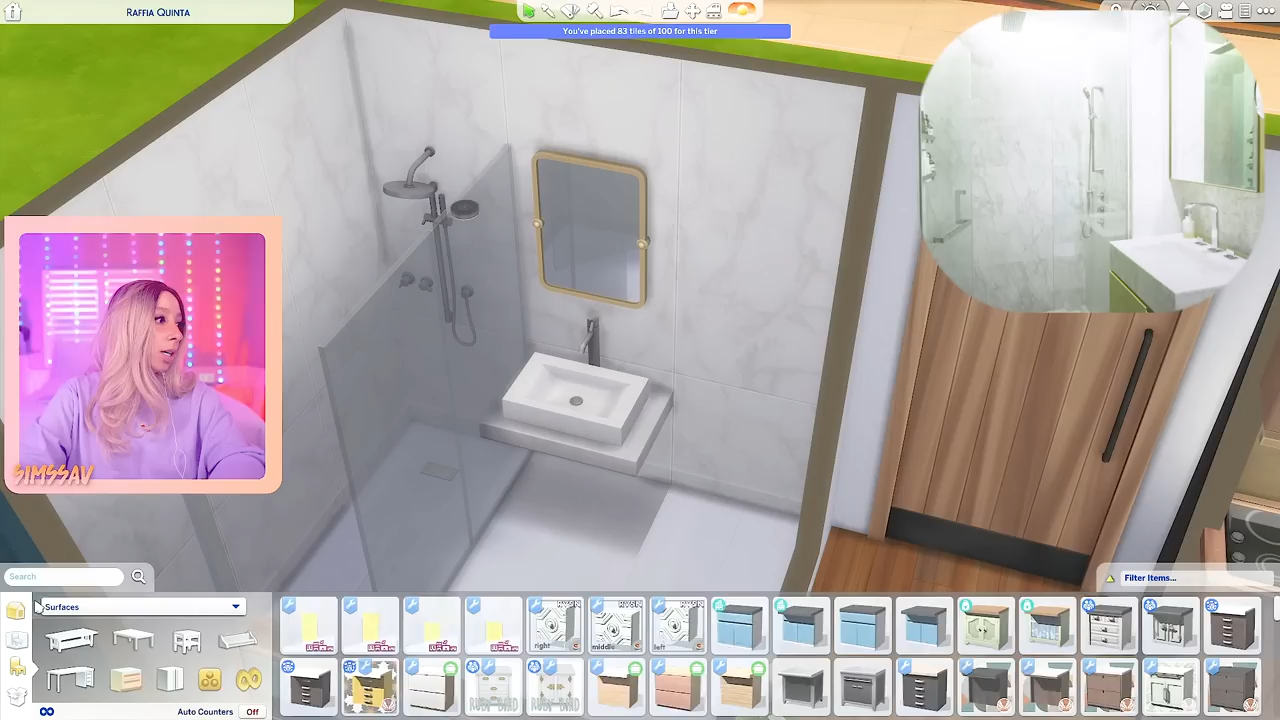 RAFFIA QUINTA
You've placed 83 tiles of 100 for this tier
SIMSSAV
Search
Filter Items...
Surfaces
right
middle
left
Auto Counters
Off